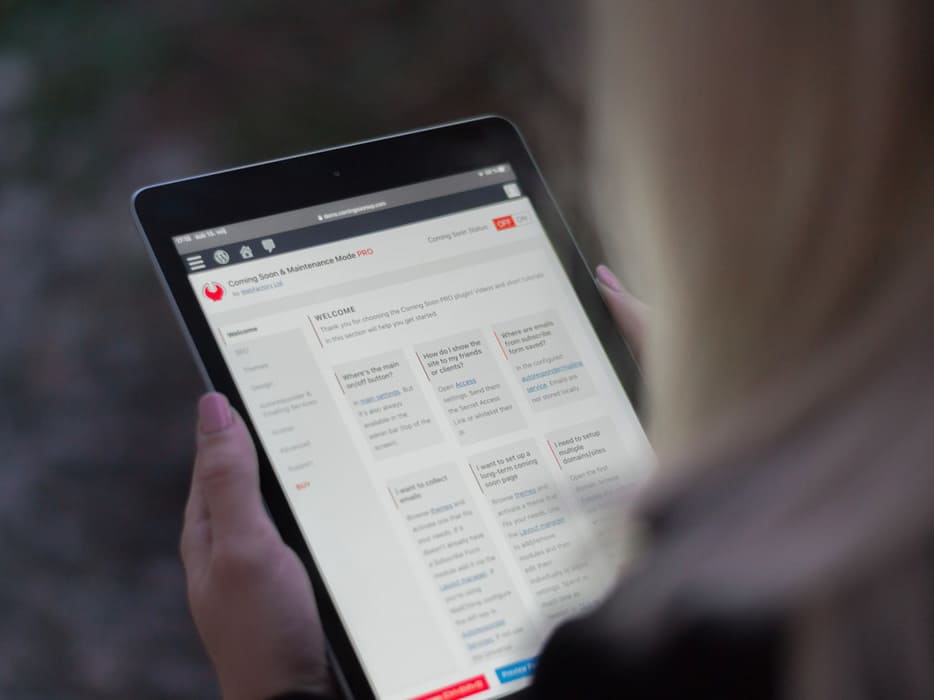 Coming Soon & Maintenance Mode PRO
by WebFactory Ltd
Coming Soon Status:
OFF
ON
Welcome
SEO
Themes
Design
Autoresponder &
Emailing Services
Access
Advanced
Support
BUY
WELCOME
Thank you for choosing the Coming Soon PRO plugin! Videos and short tutorials
in this section will help you get started.
Where's the main
on/off button?
In main settings. But
it's also always
available in the
admin bar (top of the
screen).
How do I show the
site to my friends
or clients?
Open Access
settings. Send them
the Secret Access
Link or whitelist their
IP.
Where are emails
from subscribe
form saved?
In the configured
autoresponder/mailing
service. Emails are
not stored locally
I want to collect
emails
Browse themes and
activate one that fits
your needs. If it
doesn't already have
a Subscribe Form
module add it via the
Layout manager. If
you're using
MailChimp configure
the API key in
Autoresponder
Services. If not use
the universal
I want to set up a
long-term coming
soon page
Browse themes and
activate a theme that
fits your needs. Use
the Layout manager
to add/remove
modules and then
edit them
individually to adjust
settings. Spend
I need to setup
multiple
domains/sites
Open the first
domain, browse